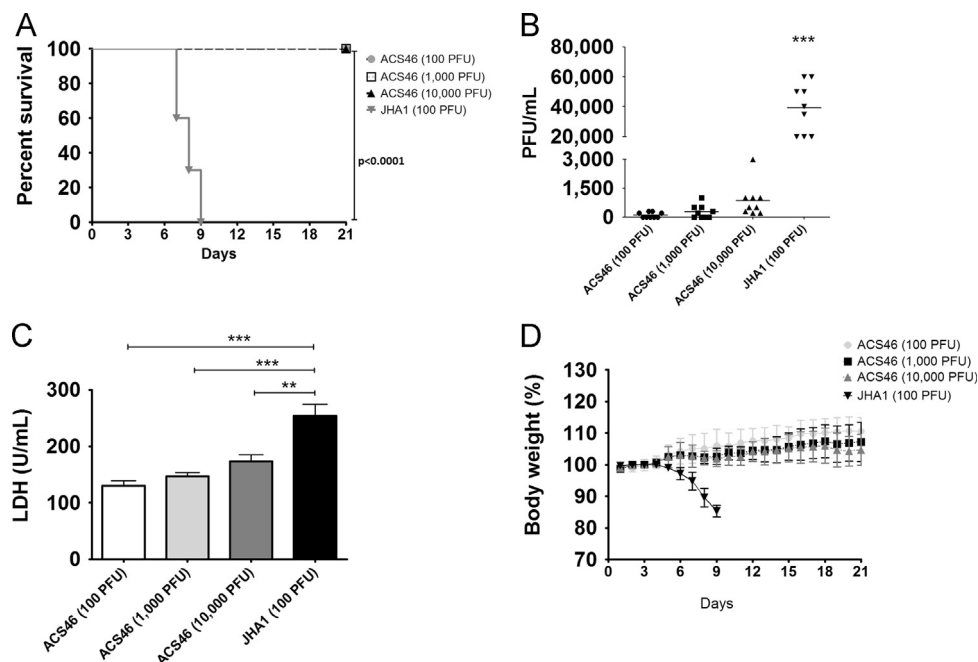 A
Percent survival
100
80
60
40
20
0
0 3 6 9 12 15 18 21
Days
ACS46 (100 PFU)
ACS46 (1,000 PFU)
ACS46 (10,000 PFU)
JHA1 (100 PFU)
p<0.0001
B
PFU/mL
80,000
60,000
40,000
20,000
3,000
1,500
0
***
ACS46 (100 PFU)
ACS46 (1,000 PFU)
ACS46 (10,000 PFU)
JHA1 (100 PFU)
C
LDH (U/mL)
300
200
100
0
***
***
**
ACS46 (100 PFU)
ACS46 (1,000 PFU)
ACS46 (10,000 PFU)
JHA1 (100 PFU)
D
ACS46 (100 PFU)
ACS46 (1,000 PFU)
ACS46 (10,000 PFU)
JHA1 (100 PFU)
Body weight (%)
130
120
110
100
90
80
70
0 3 6 9 12 15 18 21
Days